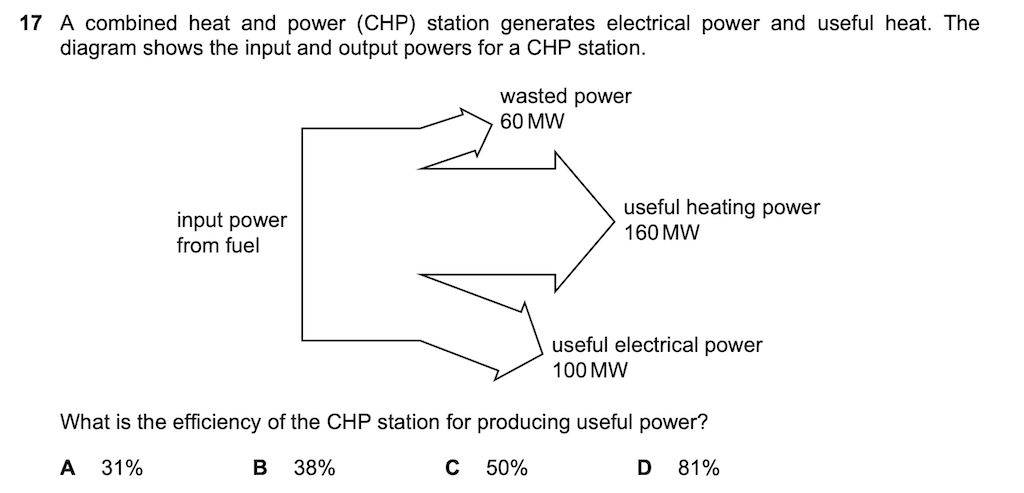 17 A combined heat and power (CHP) station generates electrical power and useful heat. The
diagram shows the input and output powers for a CHP station.
wasted power
60 MW
useful heating power
160 MW
input power
from fuel
useful electrical power
100 MW
What is the efficiency of the CHP station for producing useful power?
A 31% B 38% C 50% D 81%